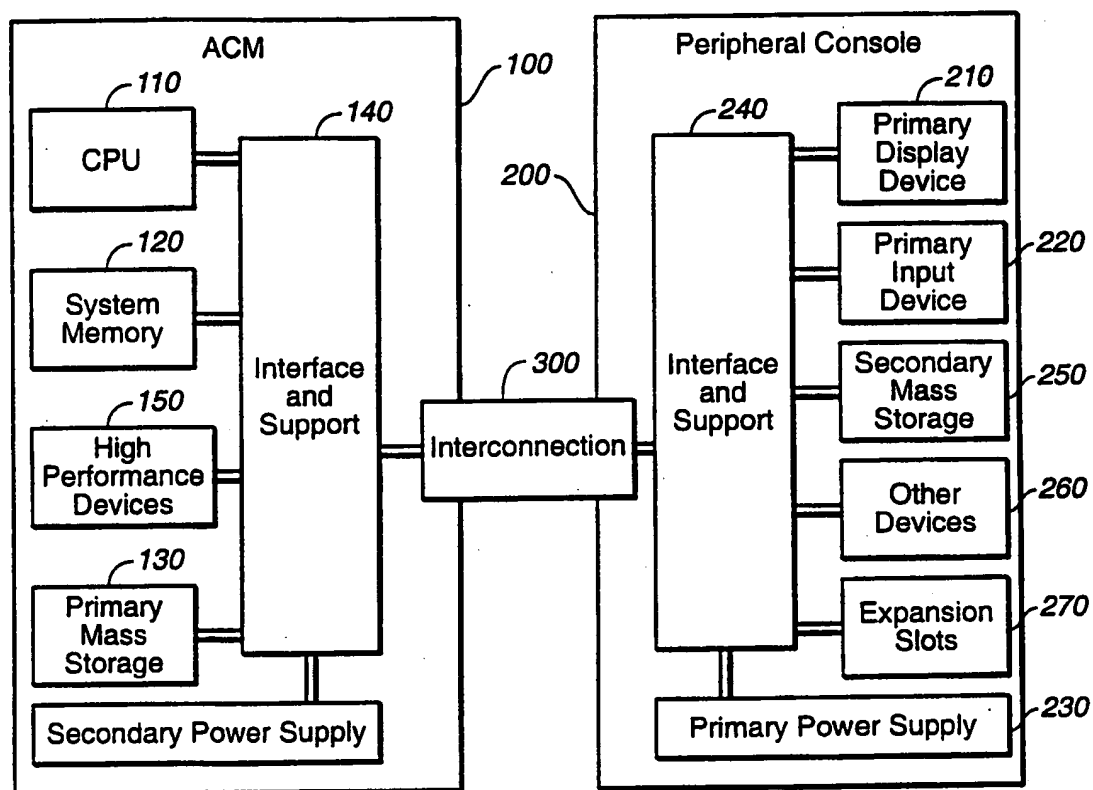 ACM
100
110
CPU
120
System
Memory
150
High
Performance
Devices
130
Primary
Mass
Storage
140
Interface
and
Support
Secondary Power Supply
300
Interconnection
Peripheral Console
200
240
Interface
and
Support
210
Primary
Display
Device
Primary
Input
Device
220
Secondary
Mass
Storage
250
Other
Devices
260
Expansion
Slots
270
Primary Power Supply
230